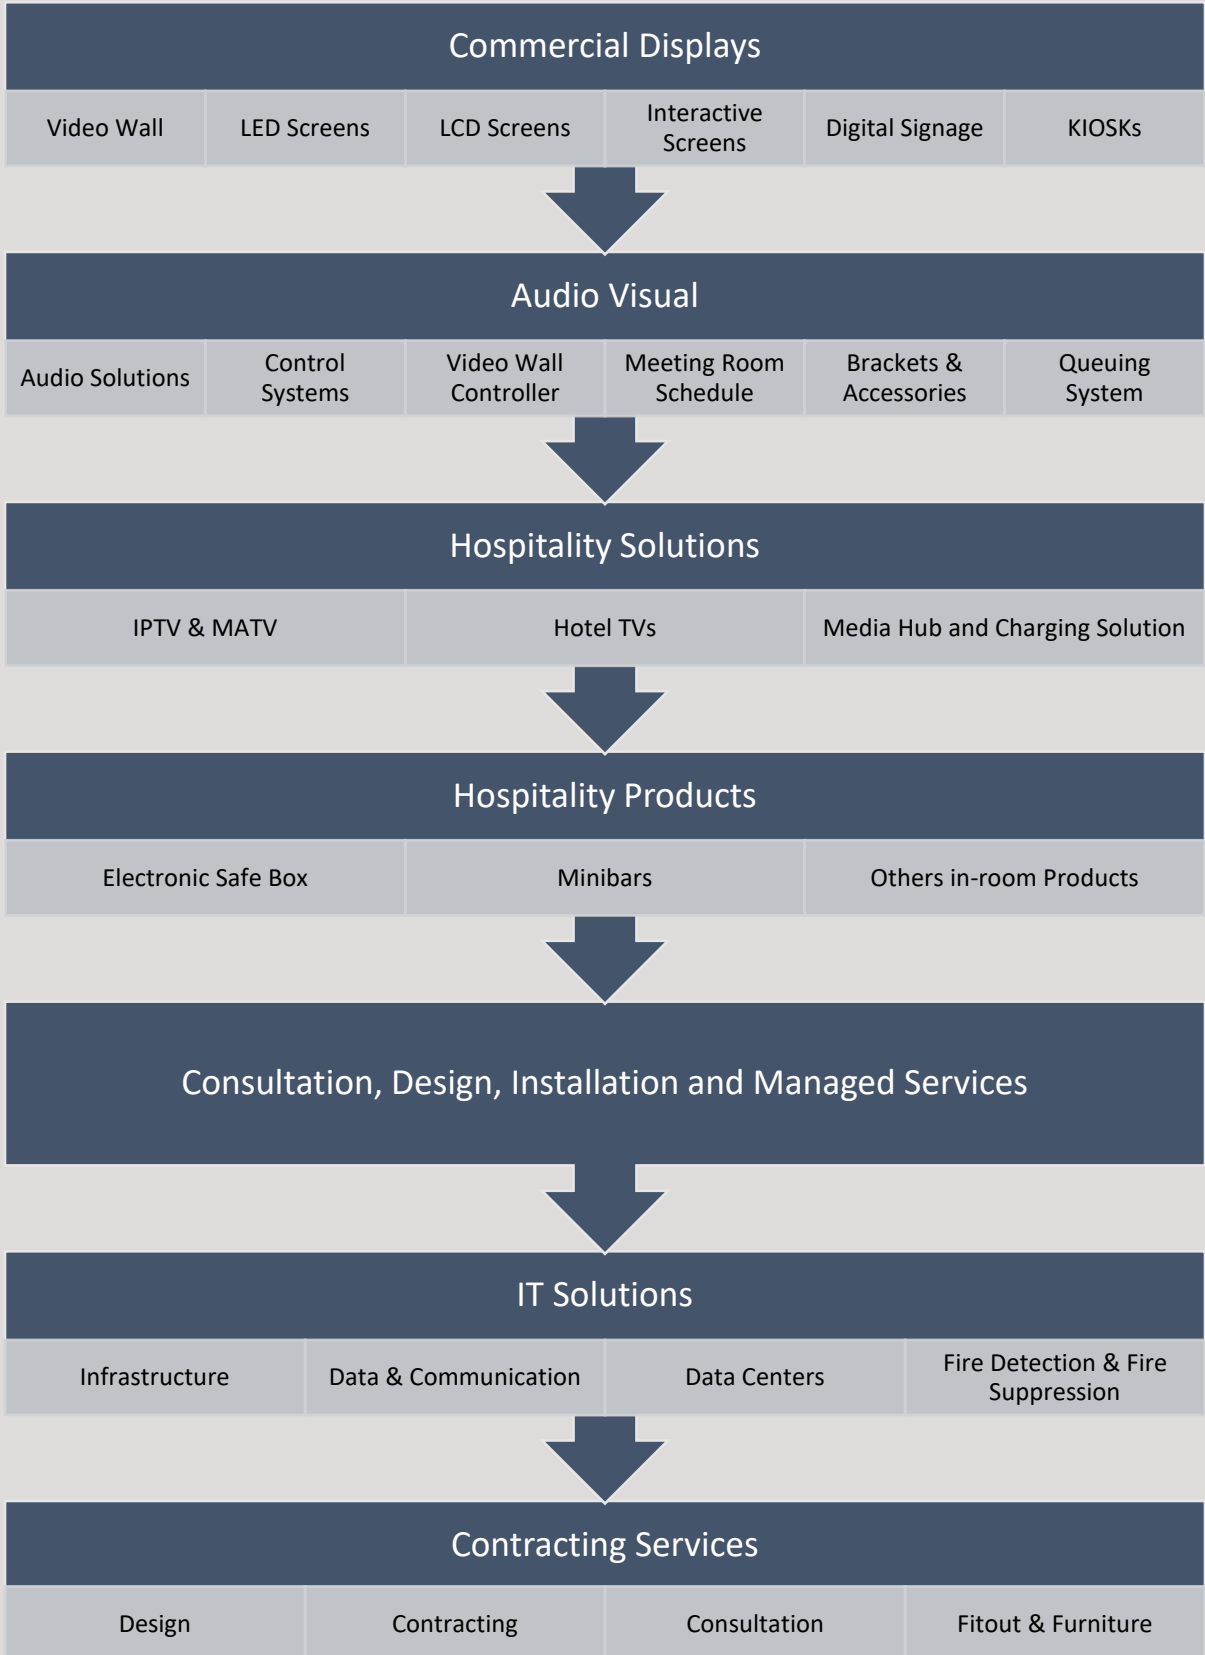 Commercial Displays
Video Wall
LED Screens
LCD Screens
Interactive
Screens
Digital Signage
KIOSKs
Audio Visual
Audio Solutions
Control
Systems
Video Wall
Controller
Meeting Room
Schedule
Brackets &
Accessories
Queuing
System
Hospitality Solutions
IPTV & MATV
Hotel TVs
Media Hub and Charging Solution
Hospitality Products
Electronic Safe Box
Minibars
Others in-room Products
Consultation, Design, Installation and Managed Services
IT Solutions
Infrastructure
Data & Communication
Data Centers
Fire Detection & Fire
Suppression
Contracting Services
Design
Contracting
Consultation
Fitout & Furniture